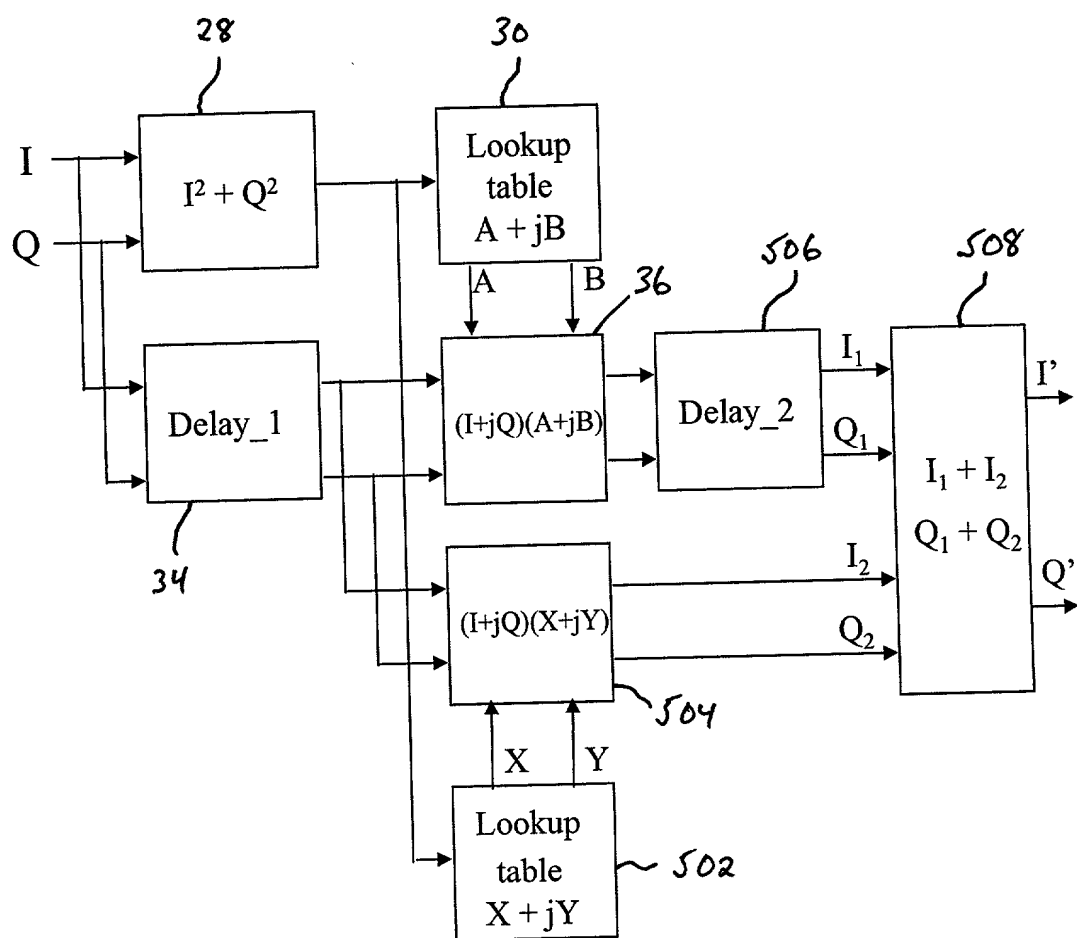 28
30
I
Q
I² + Q²
Lookup
table
A + jB
A
B
36
506
508
Delay_1
(I+jQ)(A+jB)
Delay_2
I₁
Q₁
I₁ + I₂
Q₁ + Q₂
I'
Q'
34
(I+jQ)(X+jY)
I₂
Q₂
504
X
Y
Lookup
table
X + jY
502